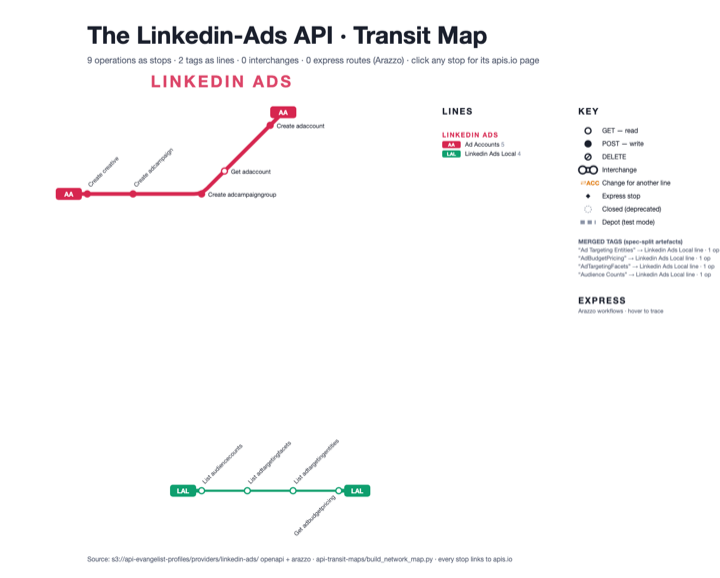 The Linkedin-Ads API · Transit Map
9 operations as stops · 2 tags as lines · 0 interchanges · 0 express routes (Arazzo) · click any stop for its apis.io page
LINKEDIN ADS
AA
Create adaccount
Create creative
Create adcampaign
Get adaccount
AA
Create adcampaigngroup
LINES
LINKEDIN ADS
AA Ad Accounts 5
LAL Linkedin Ads Local 4
KEY
GET — read
POST — write
DELETE
Interchange
⇄ACC Change for another line
Express stop
Closed (deprecated)
Depot (test mode)
MERGED TAGS (spec-split artefacts)
"Ad Targeting Entities" → Linkedin Ads Local line · 1 op
"AdBudgetPricing" → Linkedin Ads Local line · 1 op
"AdTargetingFacets" → Linkedin Ads Local line · 1 op
"Audience Counts" → Linkedin Ads Local line · 1 op
EXPRESS
Arazzo workflows · hover to trace
List audiencecounts
List adtargetingfacets
List adtargetingentities
LAL
LAL
Get adbudgetpricing
Source: s3://api-evangelist-profiles/providers/linkedin-ads/ openapi + arazzo · api-transit-maps/build_network_map.py · every stop links to apis.io